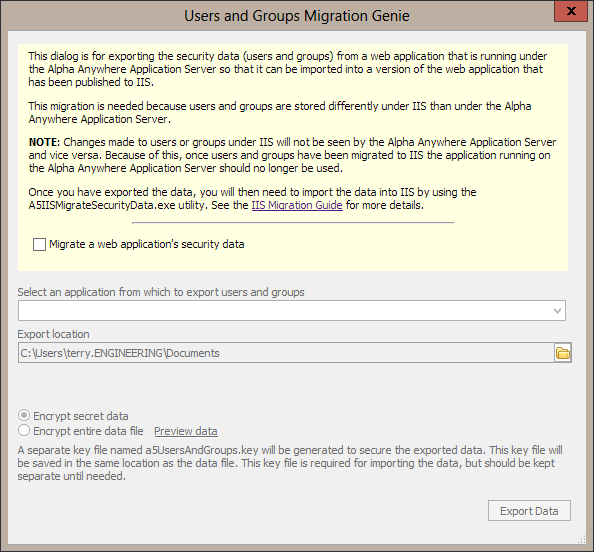 Users and Groups Migration Genie
x
This dialog is for exporting the security data (users and groups) from a web application that is running under
the Alpha Anywhere Application Server so that it can be imported into a version of the web application that
has been published to IIS.
This migration is needed because users and groups are stored differently under IIS than under the Alpha
Anywhere Application Server.
NOTE: Changes made to users or groups under IIS will not be seen by the Alpha Anywhere Application Server
and vice versa. Because of this, once users and groups have been migrated to IIS the application running on
the Alpha Anywhere Application Server should no longer be used.
Once you have exported the data, you will then need to import the data into IIS by using the
A5IISMigrateSecurityData.exe utility. See the IIS Migration Guide for more details.
Migrate a web application's security data
Select an application from which to export users and groups
Export location
C:\Users\terry.ENGINEERING\Documents
Encrypt secret data
Encrypt entire data file Preview data
A separate key file named a5UsersAndGroups.key will be generated to secure the exported data. This key file will
be saved in the same location as the data file. This key file is required for importing the data, but should be kept
separate until needed.
Export Data